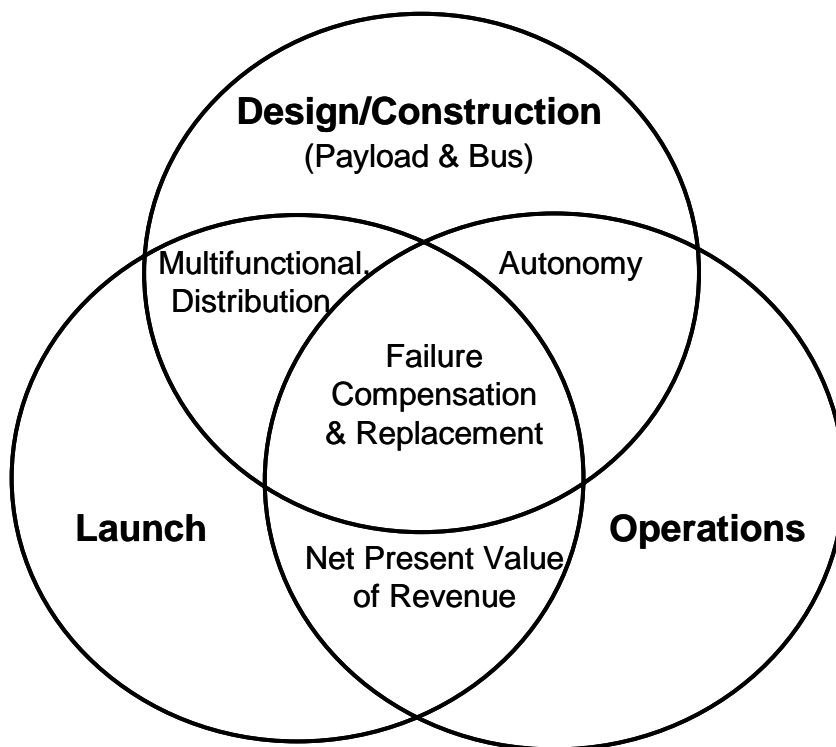 Design/Construction
(Payload & Bus)
Multifunctional,
Distribution
Autonomy
Failure
Compensation
& Replacement
Launch
Operations
Net Present Value
of Revenue